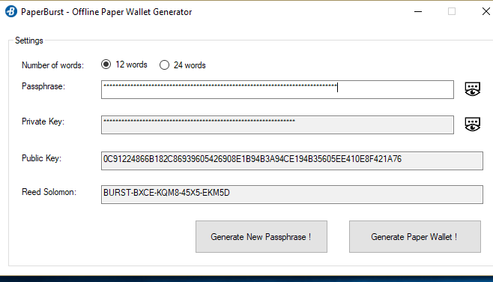 PaperBurst - Offline Paper Wallet Generator
Settings
Number of words: 12 words 24 words
Passphrase:
Private Key:
Public Key: 0C91224866B182C86939605426908E1B94B3A94CE194B35605EE410E8F421A76
Reed Solomon: BURST-BXCE-KQM8-45X5-EKM5D
Generate New Passphrase ! Generate Paper Wallet !